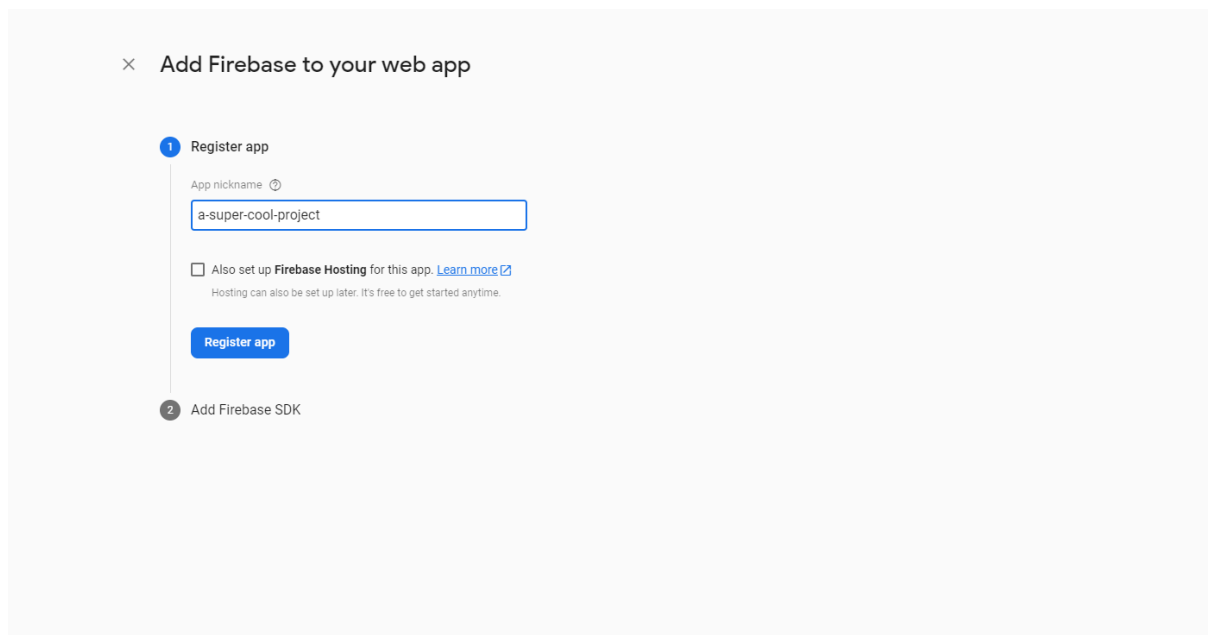 Add Firebase to your web app
1 Register app
App nickname
a-super-cool-project
Also set up Firebase Hosting for this app. Learn more
Hosting can also be set up later. It's free to get started anytime.
Register app
2 Add Firebase SDK